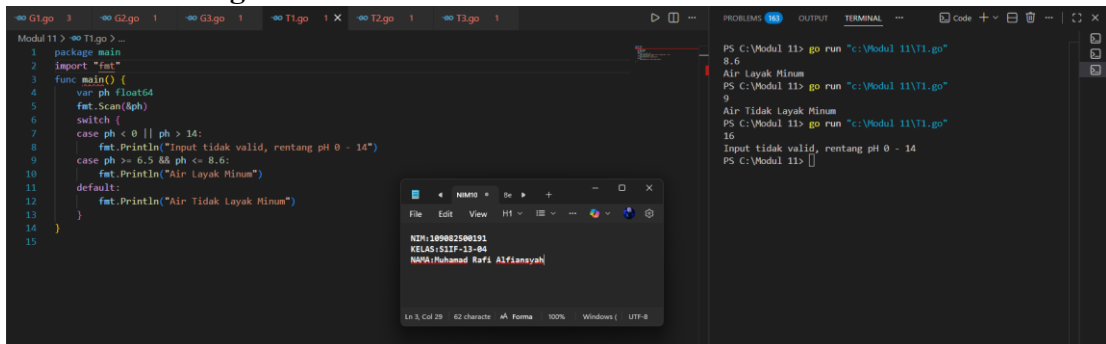 G1.go 3 G2.go 1 G3.go 1 T1.go 1 X T2.go 1 T3.go 1
Modul 11 > T1.go > ...
1 package main
2 import "fmt"
3 func main() {
4 var ph float64
5 fmt.Scan(&ph)
6 switch {
7 case ph < 0 || ph > 14:
8 fmt.Println("Input tidak valid, rentang pH 0 - 14")
9 case ph >= 6.5 && ph <= 8.6:
10 fmt.Println("Air Layak Minum")
11 default:
12 fmt.Println("Air Tidak Layak Minum")
13 }
14 }
15
PROBLEMS 163 OUTPUT TERMINAL ... Code
PS C:\Modul 11> go run "c:\Modul 11\T1.go"
8.6
Air Layak Minum
PS C:\Modul 11> go run "c:\Modul 11\T1.go"
9
Air Tidak Layak Minum
PS C:\Modul 11> go run "c:\Modul 11\T1.go"
16
Input tidak valid, rentang pH 0 - 14
PS C:\Modul 11>
NIM10 Be
File Edit View H1
NIM:109082500191
KELAS:S1IF-13-04
NAMA:Muhamad Rafi Alfiansyah
Ln 3, Col 29 62 characte Forma 100% Windows ( UTF-8